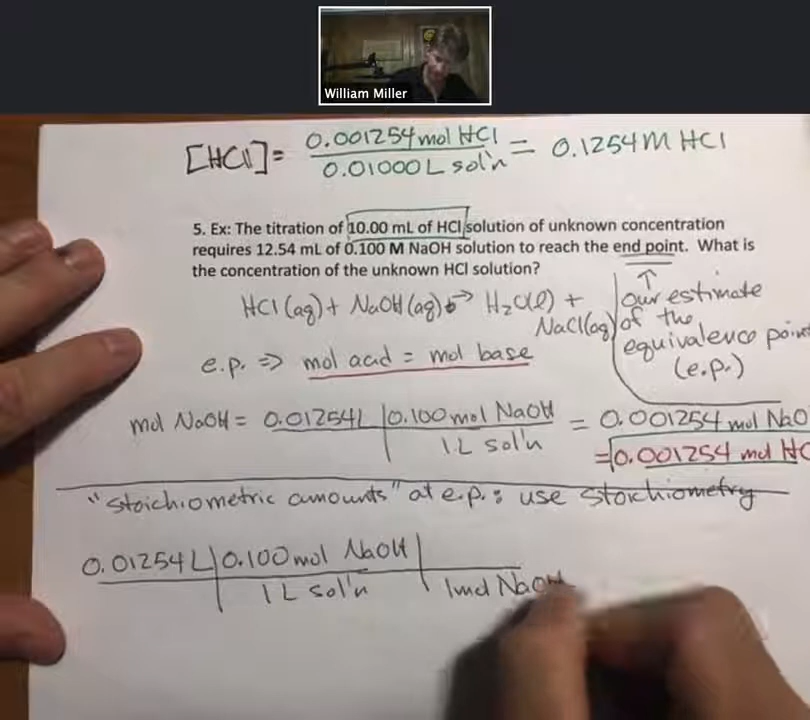 William Miller
[HCl] = 0.001254 mol HCl / 0.01000 L sol'n = 0.1254 M HCl
5. Ex: The titration of 10.00 mL of HCl solution of unknown concentration
requires 12.54 mL of 0.100 M NaOH solution to reach the end point. What is
the concentration of the unknown HCl solution?
HCl (aq) + NaOH (aq) → H2O(l) +
NaCl(aq)
↑
our estimate
of the
equivalence poin
(e.p.)
e.p. ⇒ mol acid = mol base
mol NaOH = 0.01254 L | 0.100 mol NaOH / 1 L sol'n = 0.001254 mol NaO
= 0.001254 mol HC
"stoichiometric amounts" at e.p.: use stoichiometry
0.01254 L | 0.100 mol NaOH |
1 L sol'n | 1 mol NaOH